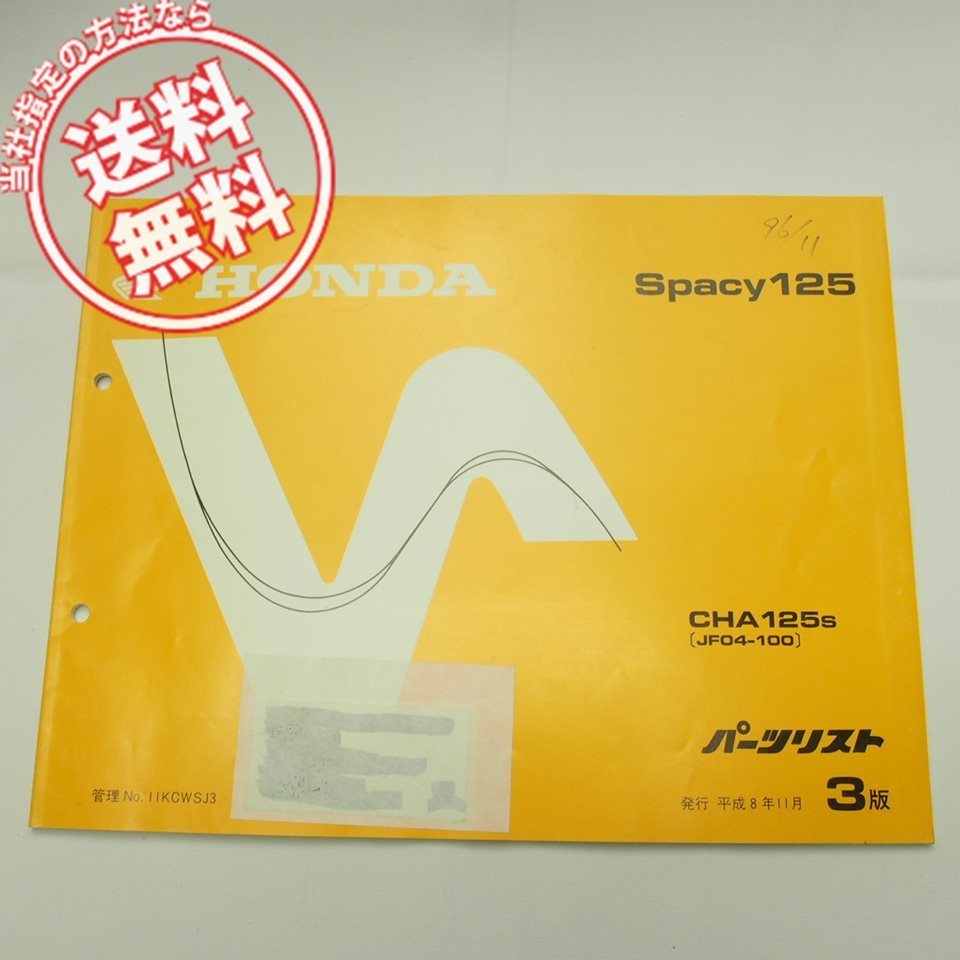 当社指定の方法なら
送料
無料
96/11
HONDA
Spacy125
CHA125s
〔JF04-100〕
パーツリスト
管理 No. 11KCWSJ3
発行 平成8年11月 3版